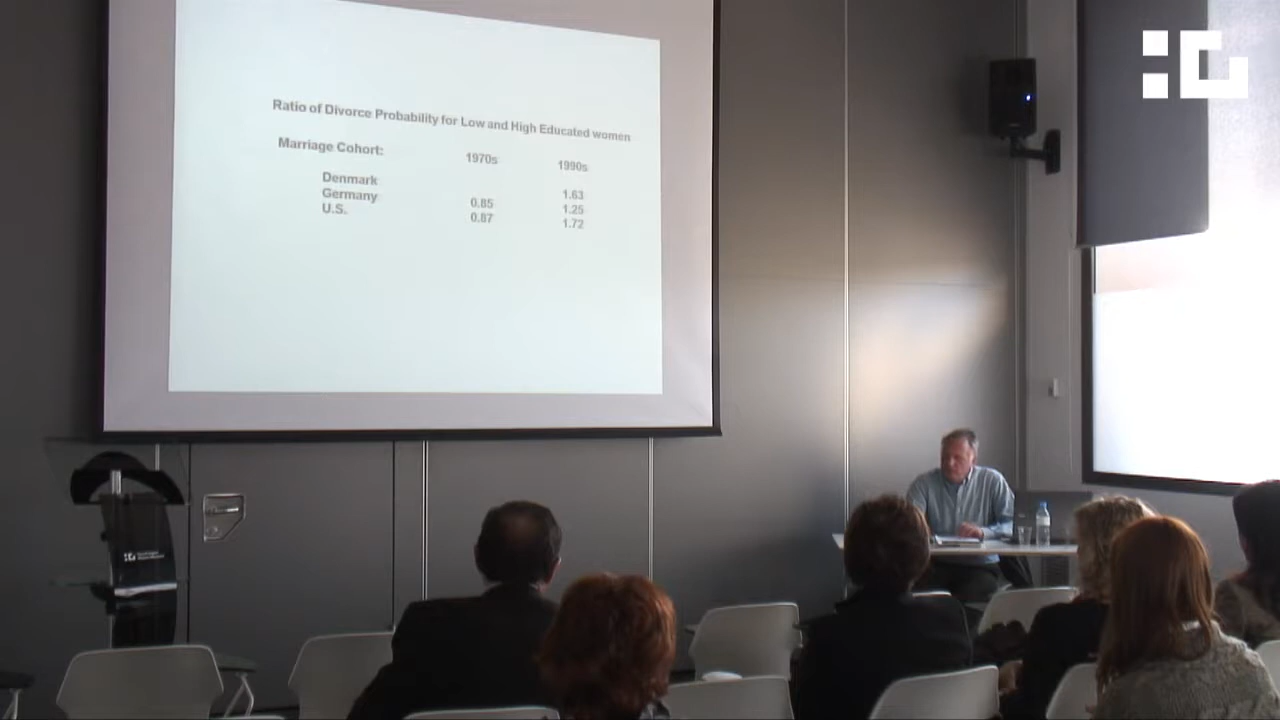 Ratio of Divorce Probability for Low and High Educated women
Marriage Cohort: 1970s 1990s
Denmark 1.63
Germany 0.85 1.25
U.S. 0.87 1.72